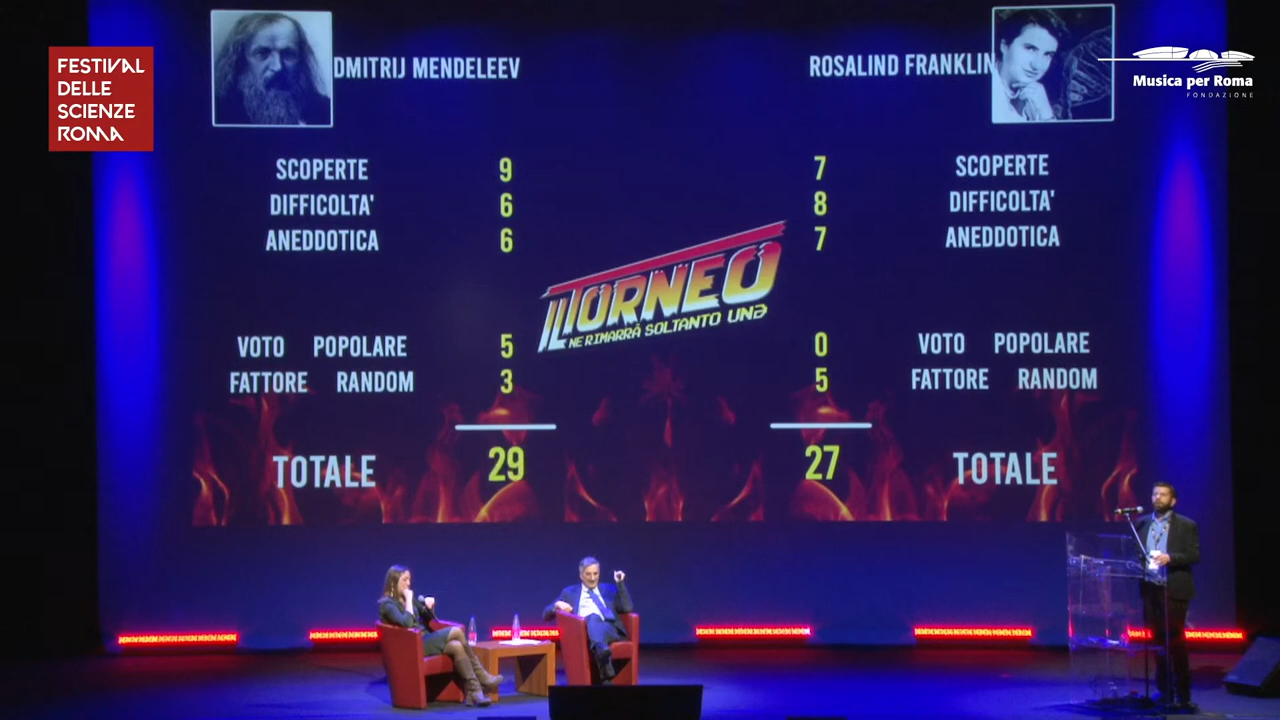 FESTIVAL
DELLE
SCIENZE
ROMA
DMITRIJ MENDELEEV
ROSALIND FRANKLIN
Musica per Roma
FONDAZIONE
SCOPERTE 9
7 SCOPERTE
DIFFICOLTA' 6
8 DIFFICOLTA'
ANEDDOTICA 6
7 ANEDDOTICA
IL TORNEO
NE RIMARRÀ SOLTANTO UNƏ
VOTO POPOLARE 5
0 VOTO POPOLARE
FATTORE RANDOM 3
5 FATTORE RANDOM
TOTALE 29
27 TOTALE